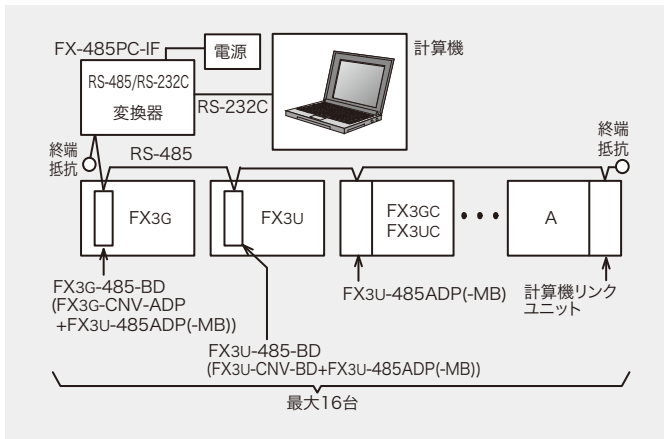 FX-485PC-IF
電源
計算機
RS-485/RS-232C
変換器
RS-232C
終端
抵抗
RS-485
終端
抵抗
FX3G
FX3U
FX3GC
FX3UC
•••
A
FX3G-485-BD
(FX3G-CNV-ADP
+FX3U-485ADP(-MB))
FX3U-485ADP(-MB)
計算機リンク
ユニット
FX3U-485-BD
(FX3U-CNV-BD+FX3U-485ADP(-MB))
最大16台